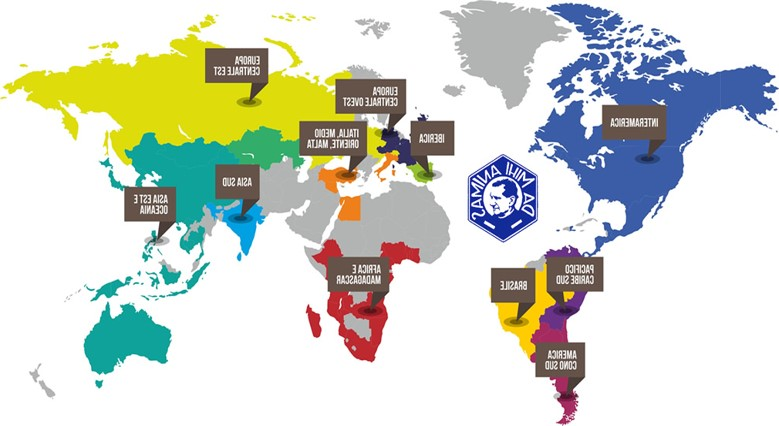 EUROPA
CENTRALE EST
EUROPA
CENTRALE OVEST
ITALIA, MEDIO
ORIENTE, MALTA
IBERICA
INTERAMERICA
ASIA SUD
ASIA EST E
OCEANIA
DA MIHI ANIMAS
AFRICA E
MADAGASCAR
BRASILE
PACIFICO
CARIBE SUD
AMERICA
CONO SUD